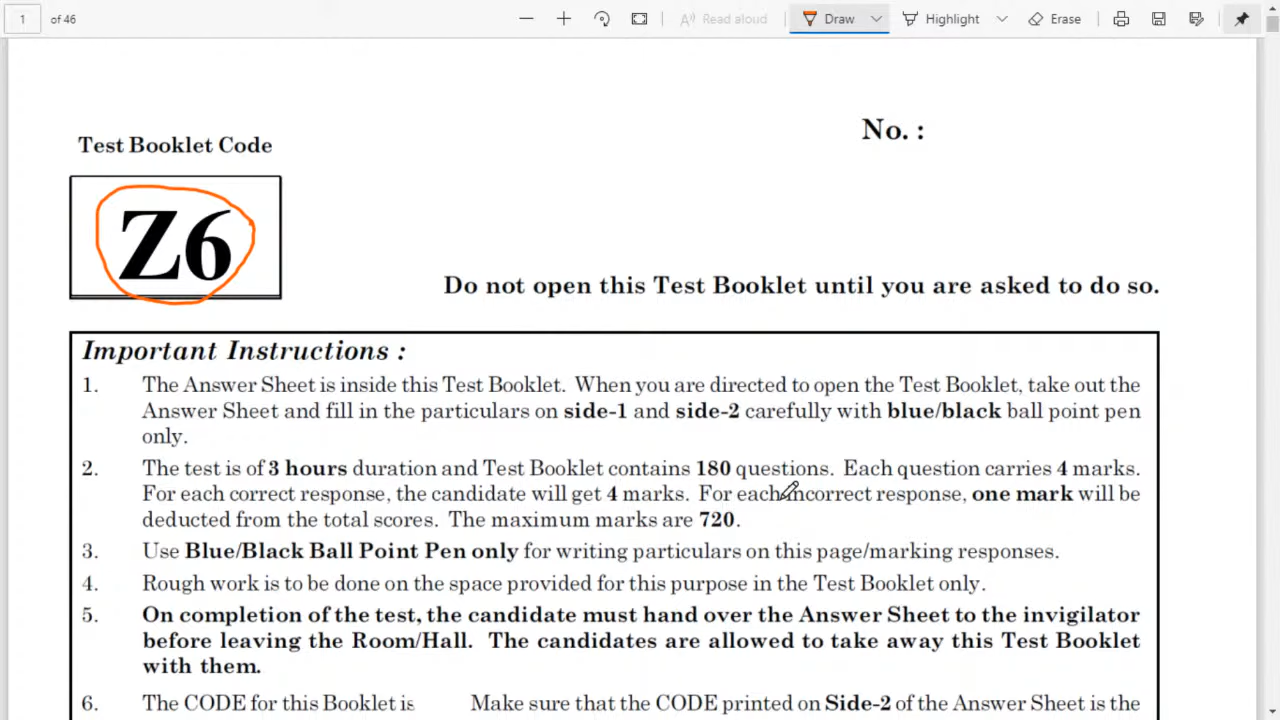 1 of 46 Read aloud Draw Highlight Erase
No. :
Test Booklet Code
Z6
Do not open this Test Booklet until you are asked to do so.
Important Instructions :
1. The Answer Sheet is inside this Test Booklet. When you are directed to open the Test Booklet, take out the
Answer Sheet and fill in the particulars on side-1 and side-2 carefully with blue/black ball point pen
only.
2. The test is of 3 hours duration and Test Booklet contains 180 questions. Each question carries 4 marks.
For each correct response, the candidate will get 4 marks. For each incorrect response, one mark will be
deducted from the total scores. The maximum marks are 720.
3. Use Blue/Black Ball Point Pen only for writing particulars on this page/marking responses.
4. Rough work is to be done on the space provided for this purpose in the Test Booklet only.
5. On completion of the test, the candidate must hand over the Answer Sheet to the invigilator
before leaving the Room/Hall. The candidates are allowed to take away this Test Booklet
with them.
6. The CODE for this Booklet is Make sure that the CODE printed on Side-2 of the Answer Sheet is the